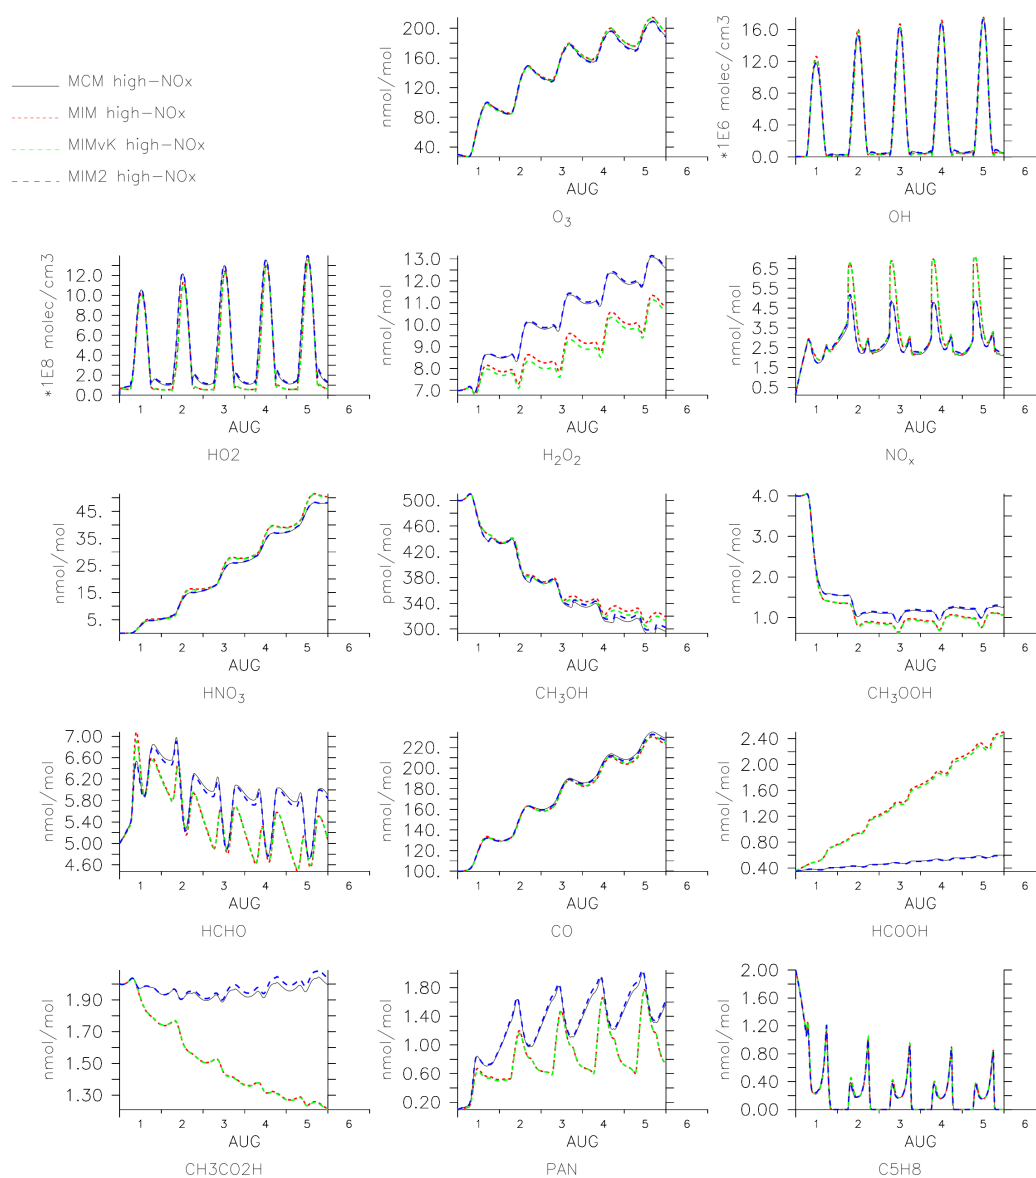 MCM high-NOx
MIM high-NOx
MIMvK high-NOx
MIM2 high-NOx
nmol/mol
200.
160.
120.
80.
40.
1 2 3 4 5 6
AUG
O3
*1E6 molec/cm3
16.0
12.0
8.0
4.0
0.0
1 2 3 4 5 6
AUG
OH
*1E8 molec/cm3
12.0
10.0
8.0
6.0
4.0
2.0
0.0
1 2 3 4 5 6
AUG
HO2
nmol/mol
13.0
12.0
11.0
10.0
9.0
8.0
7.0
1 2 3 4 5 6
AUG
H2O2
nmol/mol
6.5
5.5
4.5
3.5
2.5
1.5
0.5
1 2 3 4 5 6
AUG
NOx
nmol/mol
45.
35.
25.
15.
5.
1 2 3 4 5 6
AUG
HNO3
pmol/mol
500.
460.
420.
380.
340.
300.
1 2 3 4 5 6
AUG
CH3OH
nmol/mol
4.0
3.0
2.0
1.0
1 2 3 4 5 6
AUG
CH3OOH
nmol/mol
7.00
6.60
6.20
5.80
5.40
5.00
4.60
1 2 3 4 5 6
AUG
HCHO
nmol/mol
220.
200.
180.
160.
140.
120.
100.
1 2 3 4 5 6
AUG
CO
nmol/mol
2.40
2.00
1.60
1.20
0.80
0.40
1 2 3 4 5 6
AUG
HCOOH
nmol/mol
1.90
1.70
1.50
1.30
1 2 3 4 5 6
AUG
CH3CO2H
nmol/mol
1.80
1.40
1.00
0.60
0.20
1 2 3 4 5 6
AUG
PAN
nmol/mol
2.00
1.60
1.20
0.80
0.40
0.00
1 2 3 4 5 6
AUG
C5H8